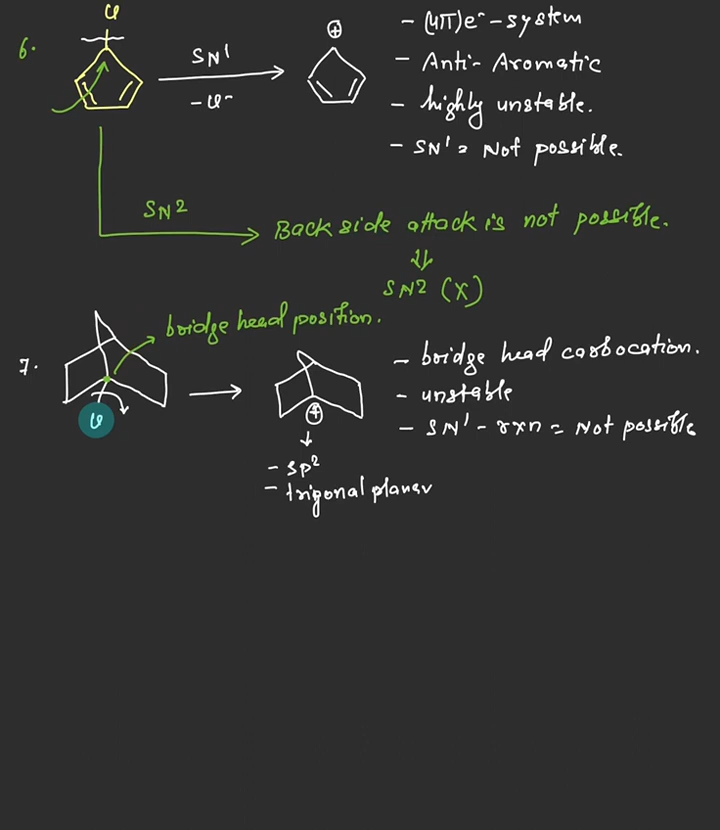 Cl
6.
SN1
- Cl-
⊕
- (4π)e- - system
- Anti- Aromatic
- highly unstable.
- SN1 = Not possible.
SN2
Back side attack is not possible.
⇓
SN2 (X)
bridge head position.
7.
Cl
⊕
- bridge head carbocation.
- unstable
- SN1 - rxn = Not possible
- sp2
- trigonal planar